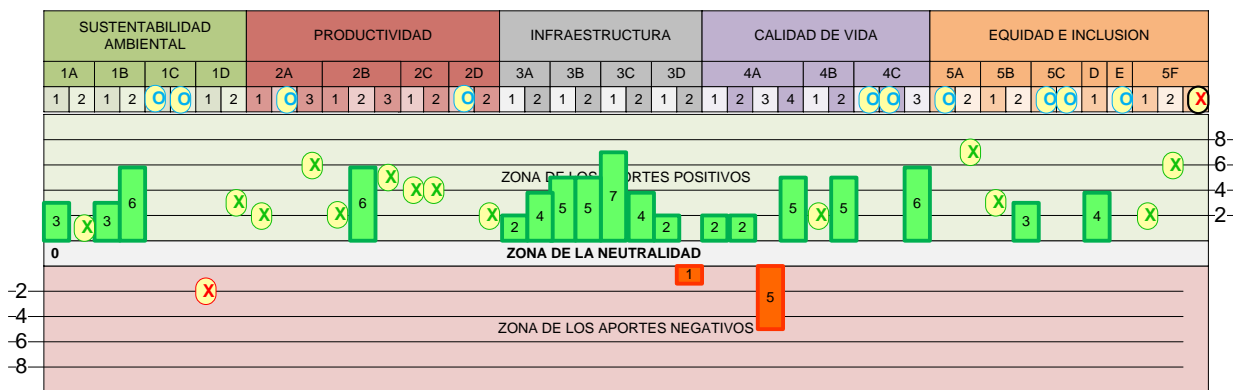 SUSTENTABILIDAD
AMBIENTAL
PRODUCTIVIDAD
INFRAESTRUCTURA
CALIDAD DE VIDA
EQUIDAD E INCLUSION
1A 1B 1C 1D 2A 2B 2C 2D 3A 3B 3C 3D 4A 4B 4C 5A 5B 5C D E 5F
1 2 1 2 O O 1 2 1 O 3 1 2 3 1 2 O 2 1 2 1 2 1 2 1 2 1 2 3 4 1 2 O O 3 O 2 1 2 O O 1 O 1 2 X
8
X 6 X
7
X X
ZONA DE LOS APORTES POSITIVOS
6 6 5 5 5 5 6
X X 4 4 4 4
3 3 X X X X 2 2 2 2 X X 3 X 2
X
0 ZONA DE LA NEUTRALIDAD
1
-2 X
5
-4
ZONA DE LOS APORTES NEGATIVOS
-6
-8